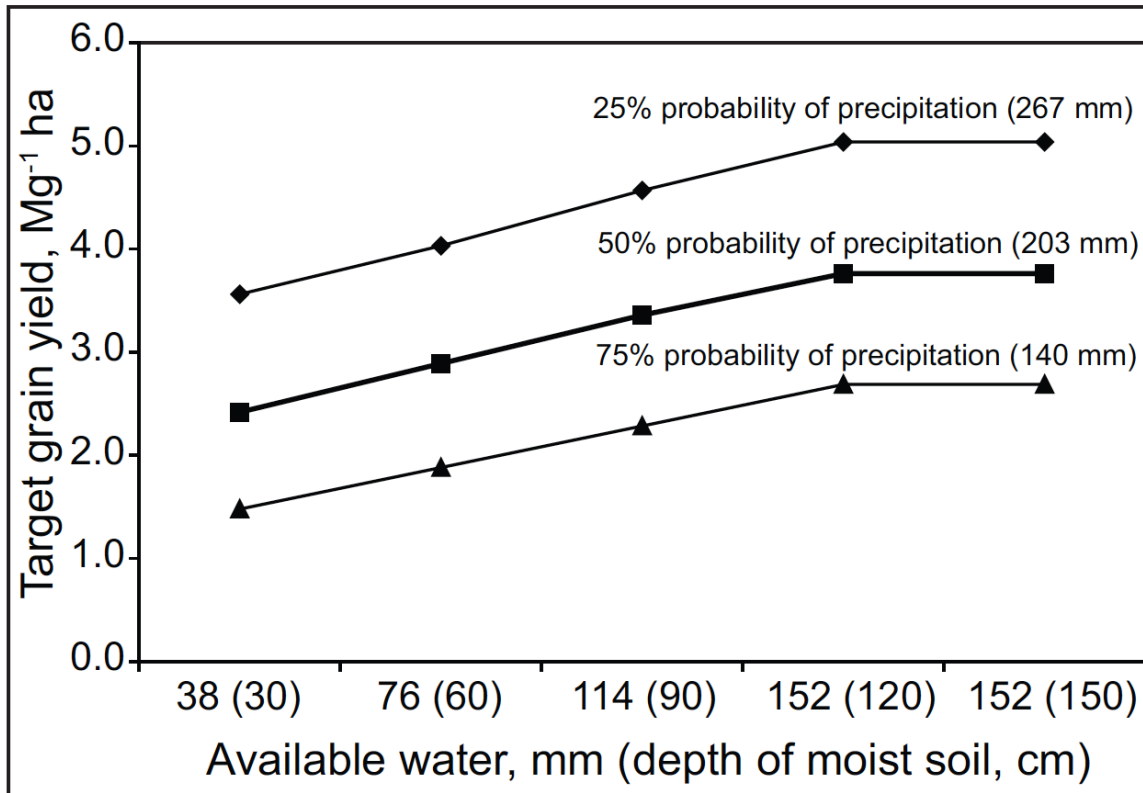 Target grain yield, Mg⁻¹ ha
6.0
5.0
4.0
3.0
2.0
1.0
0.0
25% probability of precipitation (267 mm)
50% probability of precipitation (203 mm)
75% probability of precipitation (140 mm)
38 (30) 76 (60) 114 (90) 152 (120) 152 (150)
Available water, mm (depth of moist soil, cm)